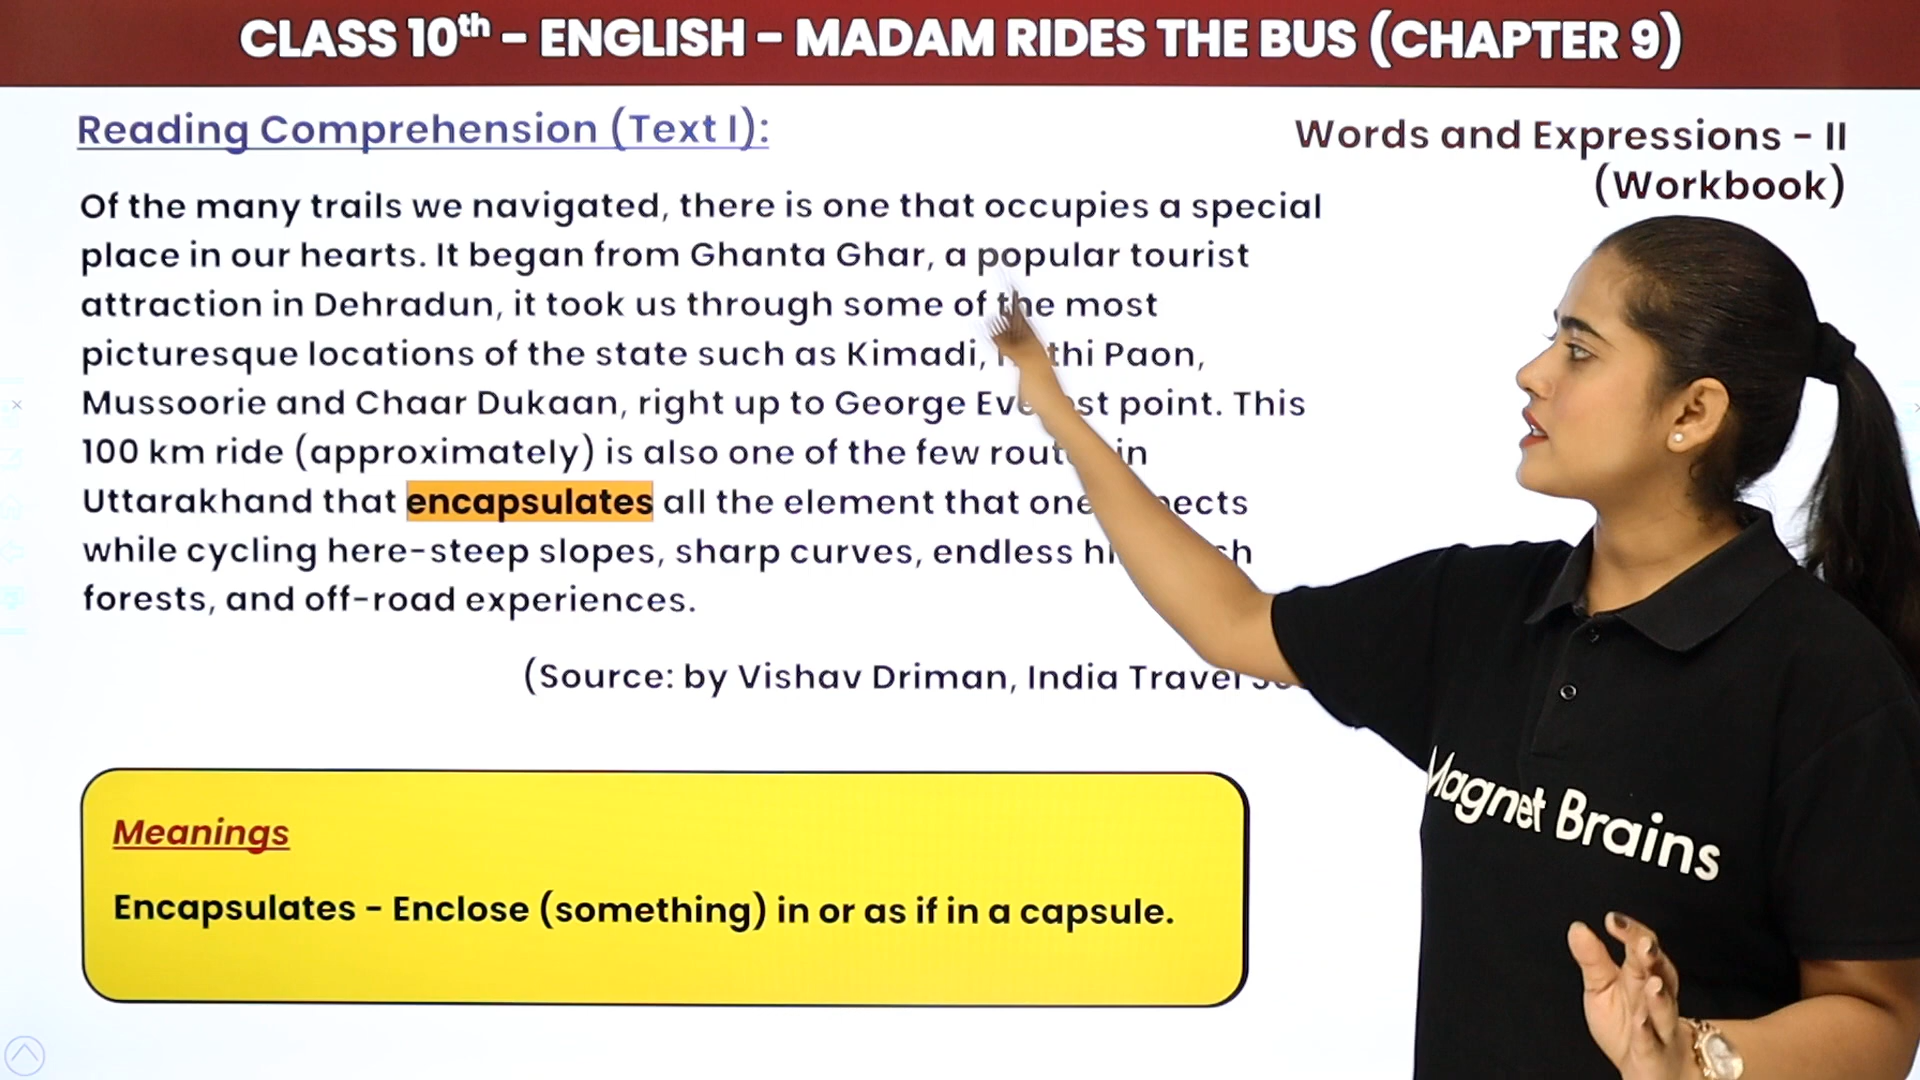 CLASS 10th - ENGLISH - MADAM RIDES THE BUS (CHAPTER 9)
Reading Comprehension (Text I):
Words and Expressions - II
(Workbook)
Of the many trails we navigated, there is one that occupies a special
place in our hearts. It began from Ghanta Ghar, a popular tourist
attraction in Dehradun, it took us through some of the most
picturesque locations of the state such as Kimadi, Paon,
Mussoorie and Chaar Dukaan, right up to George point. This
100 km ride (approximately) is also one of the few in
Uttarakhand that encapsulates all the element that one
while cycling here-steep slopes, sharp curves, endless
forests, and off-road experiences.
(Source: by Vishav Driman, India Travel
Meanings
Encapsulates - Enclose (something) in or as if in a capsule.
Magnet Brains